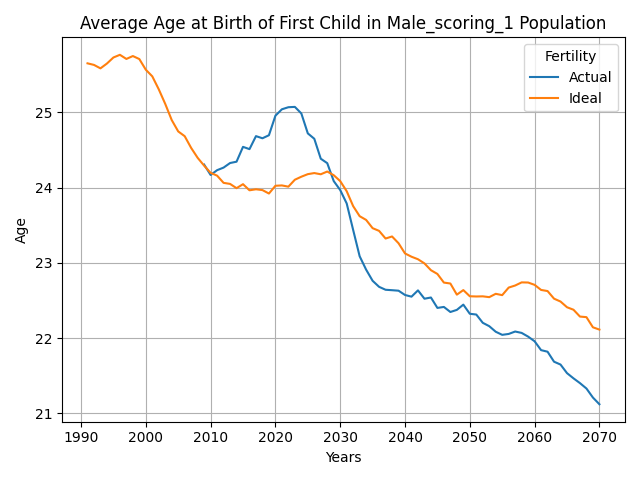 Average Age at Birth of First Child in Male_scoring_1 Population
Fertility
Actual
Ideal
Age
25
24
23
22
21
1990 2000 2010 2020 2030 2040 2050 2060 2070
Years